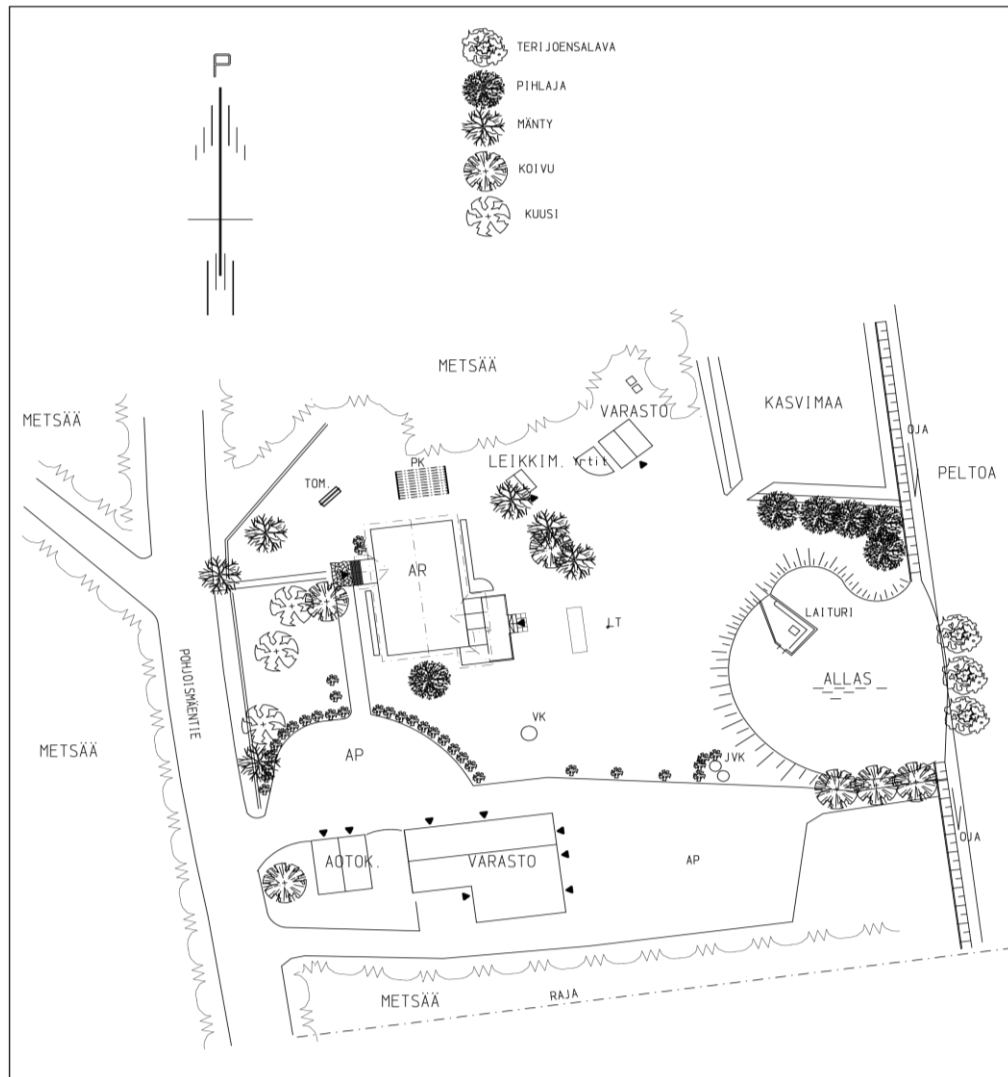 P
TERIJOENSALAVA
PIHLAJA
MÄNTY
KOIVU
KUUSI
METSÄÄ
METSÄÄ
VARASTO
KASVIMAA
OJA
PELTOA
PK
LEIKKIM.
Yrtit
TOM.
AR
LAITURI
LT
POHJOISMÄENTIE
ALLAS
METSÄÄ
VK
AP
JVK
OJA
AOTOK.
VARASTO
AP
METSÄÄ
RAJA